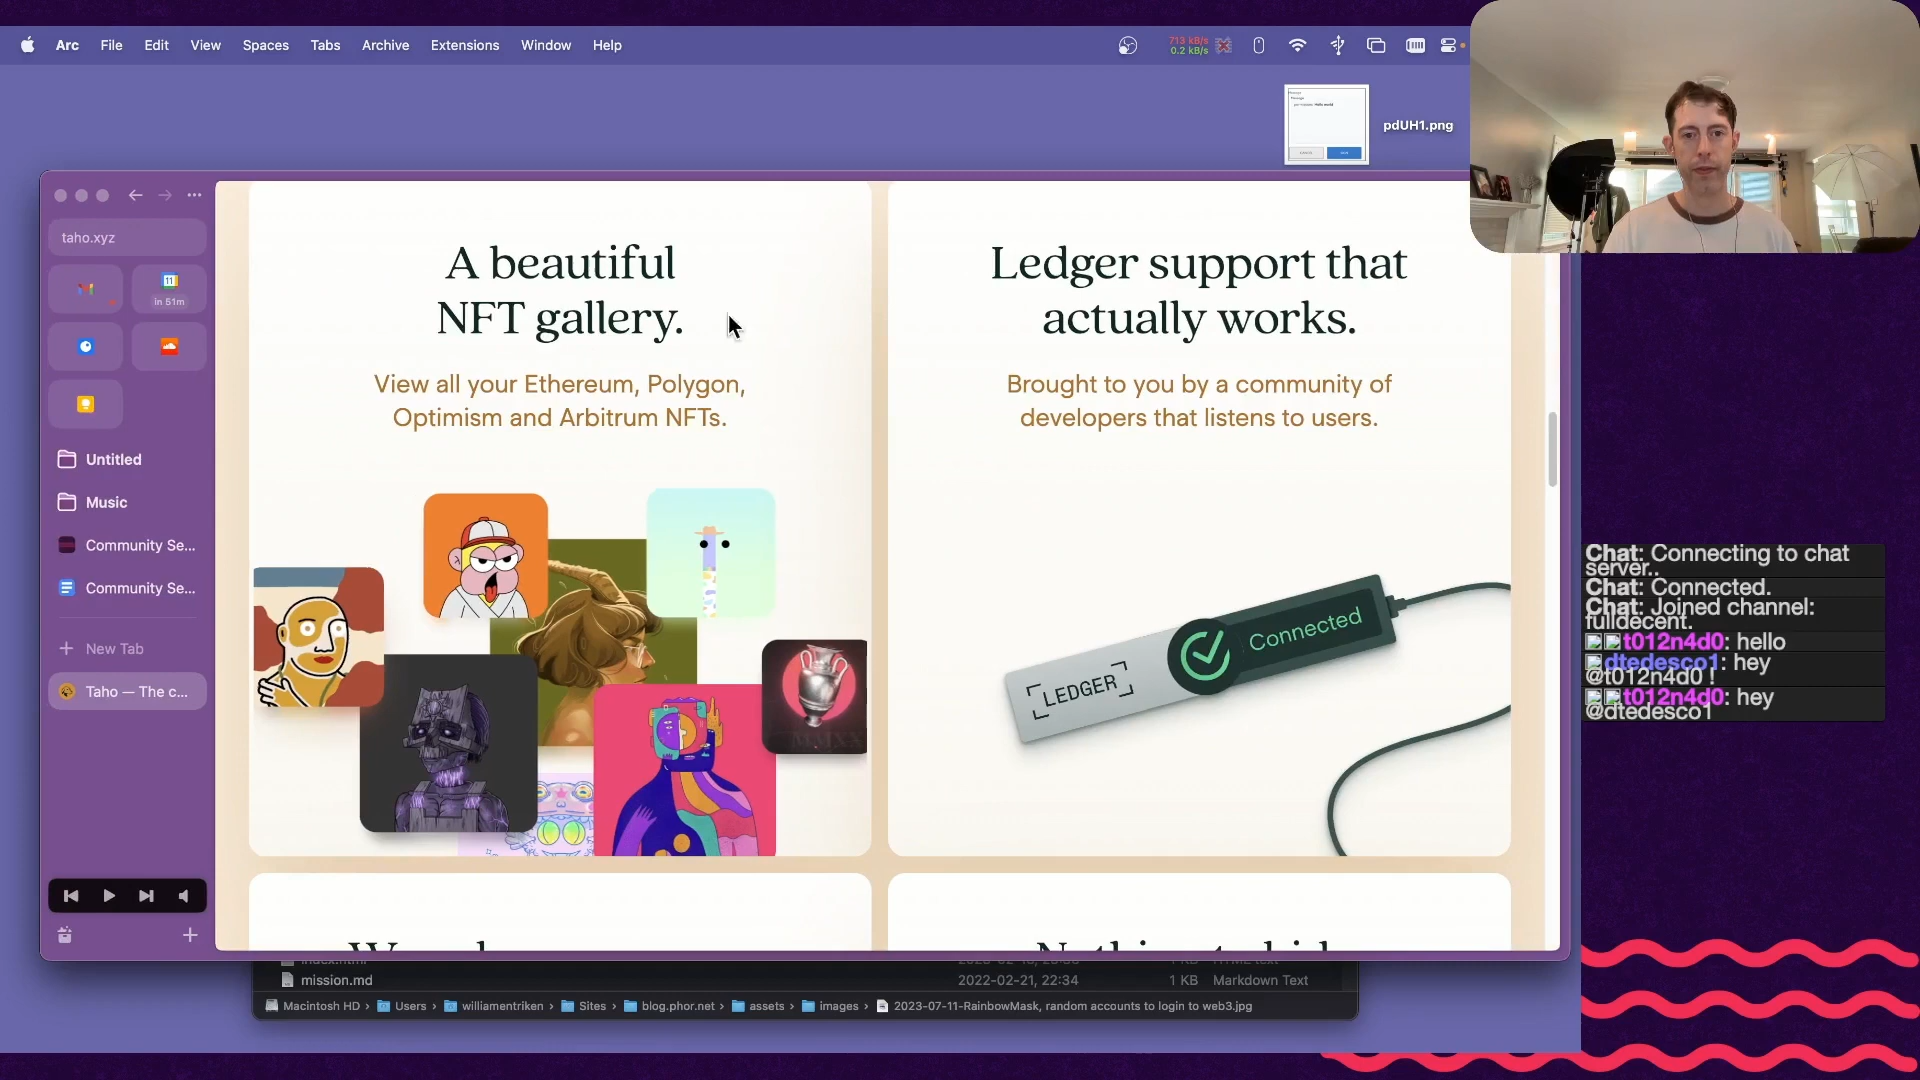 Arc File Edit View Spaces Tabs Archive Extensions Window Help
713 kB/s
0.2 kB/s
pdUH1.png
taho.xyz
11
in 51m
Untitled
Music
Community Se...
Community Se...
New Tab
Taho — The c...
A beautiful
NFT gallery.
View all your Ethereum, Polygon,
Optimism and Arbitrum NFTs.
Ledger support that
actually works.
Brought to you by a community of
developers that listens to users.
LEDGER
Connected
index.html
mission.md 2022-02-21, 22:34 1 KB Markdown Text
Macintosh HD › Users › williamentriken › Sites › blog.phor.net › assets › images › 2023-07-11-RainbowMask, random accounts to login to web3.jpg
Chat: Connecting to chat
server..
Chat: Connected.
Chat: Joined channel:
fulldecent.
t012n4d0: hello
dtedesco1: hey
@t012n4d0 !
t012n4d0: hey
@dtedesco1